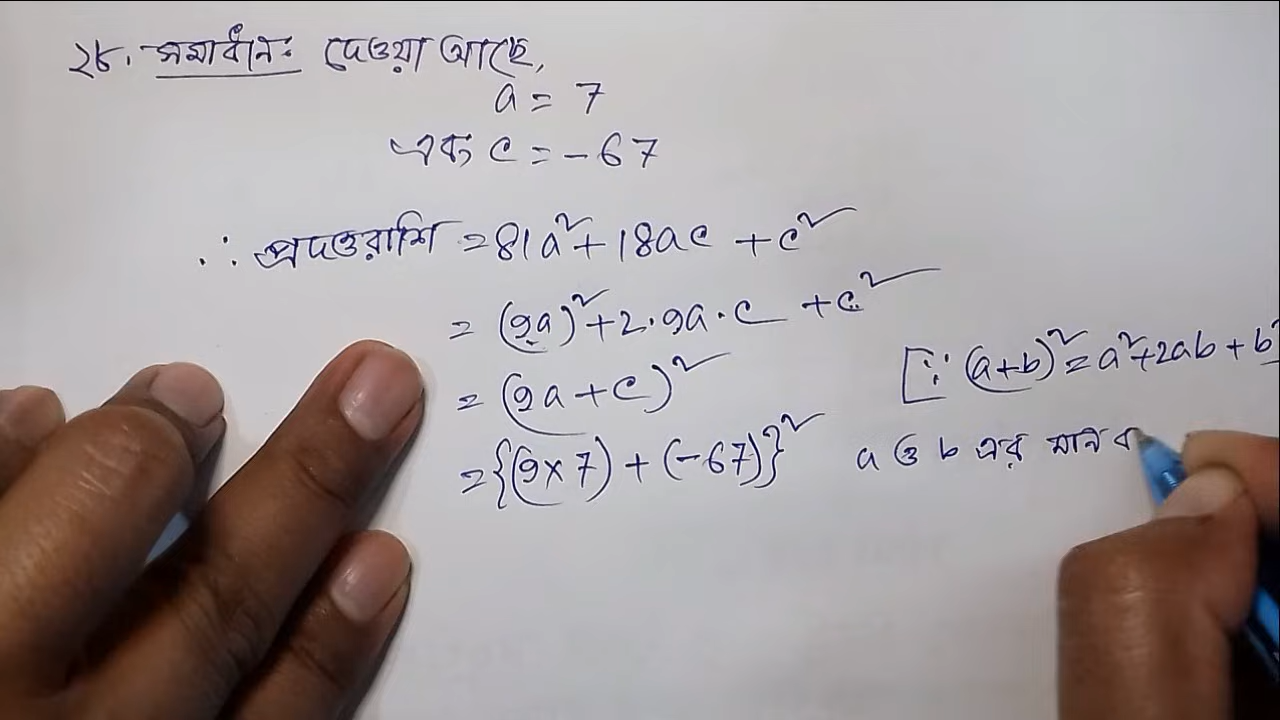 ২৮. সমাধান: দেওয়া আছে,
a = 7
এবং c = -67
∴ প্রদত্তরাশি = 81a² + 18ac + c²
= (9a)² + 2·9a·c + c²
= (9a + c)² [∵ (a+b)² = a²+2ab+b²
= {(9×7) + (-67)}² a ও b এর মান ব